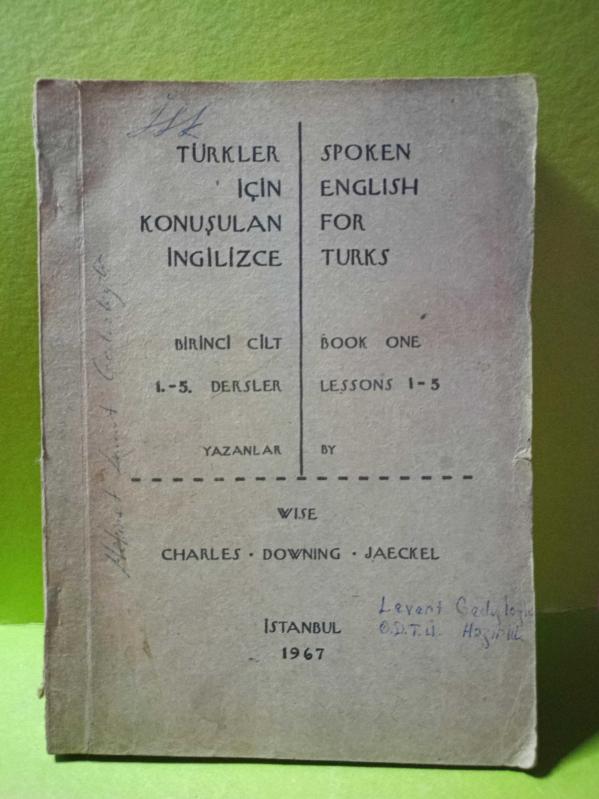 TÜRKLER
İÇİN
KONUŞULAN
İNGİLİZCE
SPOKEN
ENGLISH
FOR
TURKS
BİRİNCİ CİLT
1.-5. DERSLER
YAZANLAR
BOOK ONE
LESSONS 1-5
BY
WISE
CHARLES · DOWNING · JAECKEL
İSTANBUL
1967
Levent
O.D.T.Ü.